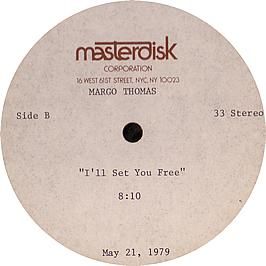 masterdisk
CORPORATION
16 WEST 61ST STREET, NYC, NY 10023
MARGO THOMAS
Side B
33 Stereo
"I'll Set You Free"
8:10
May 21, 1979